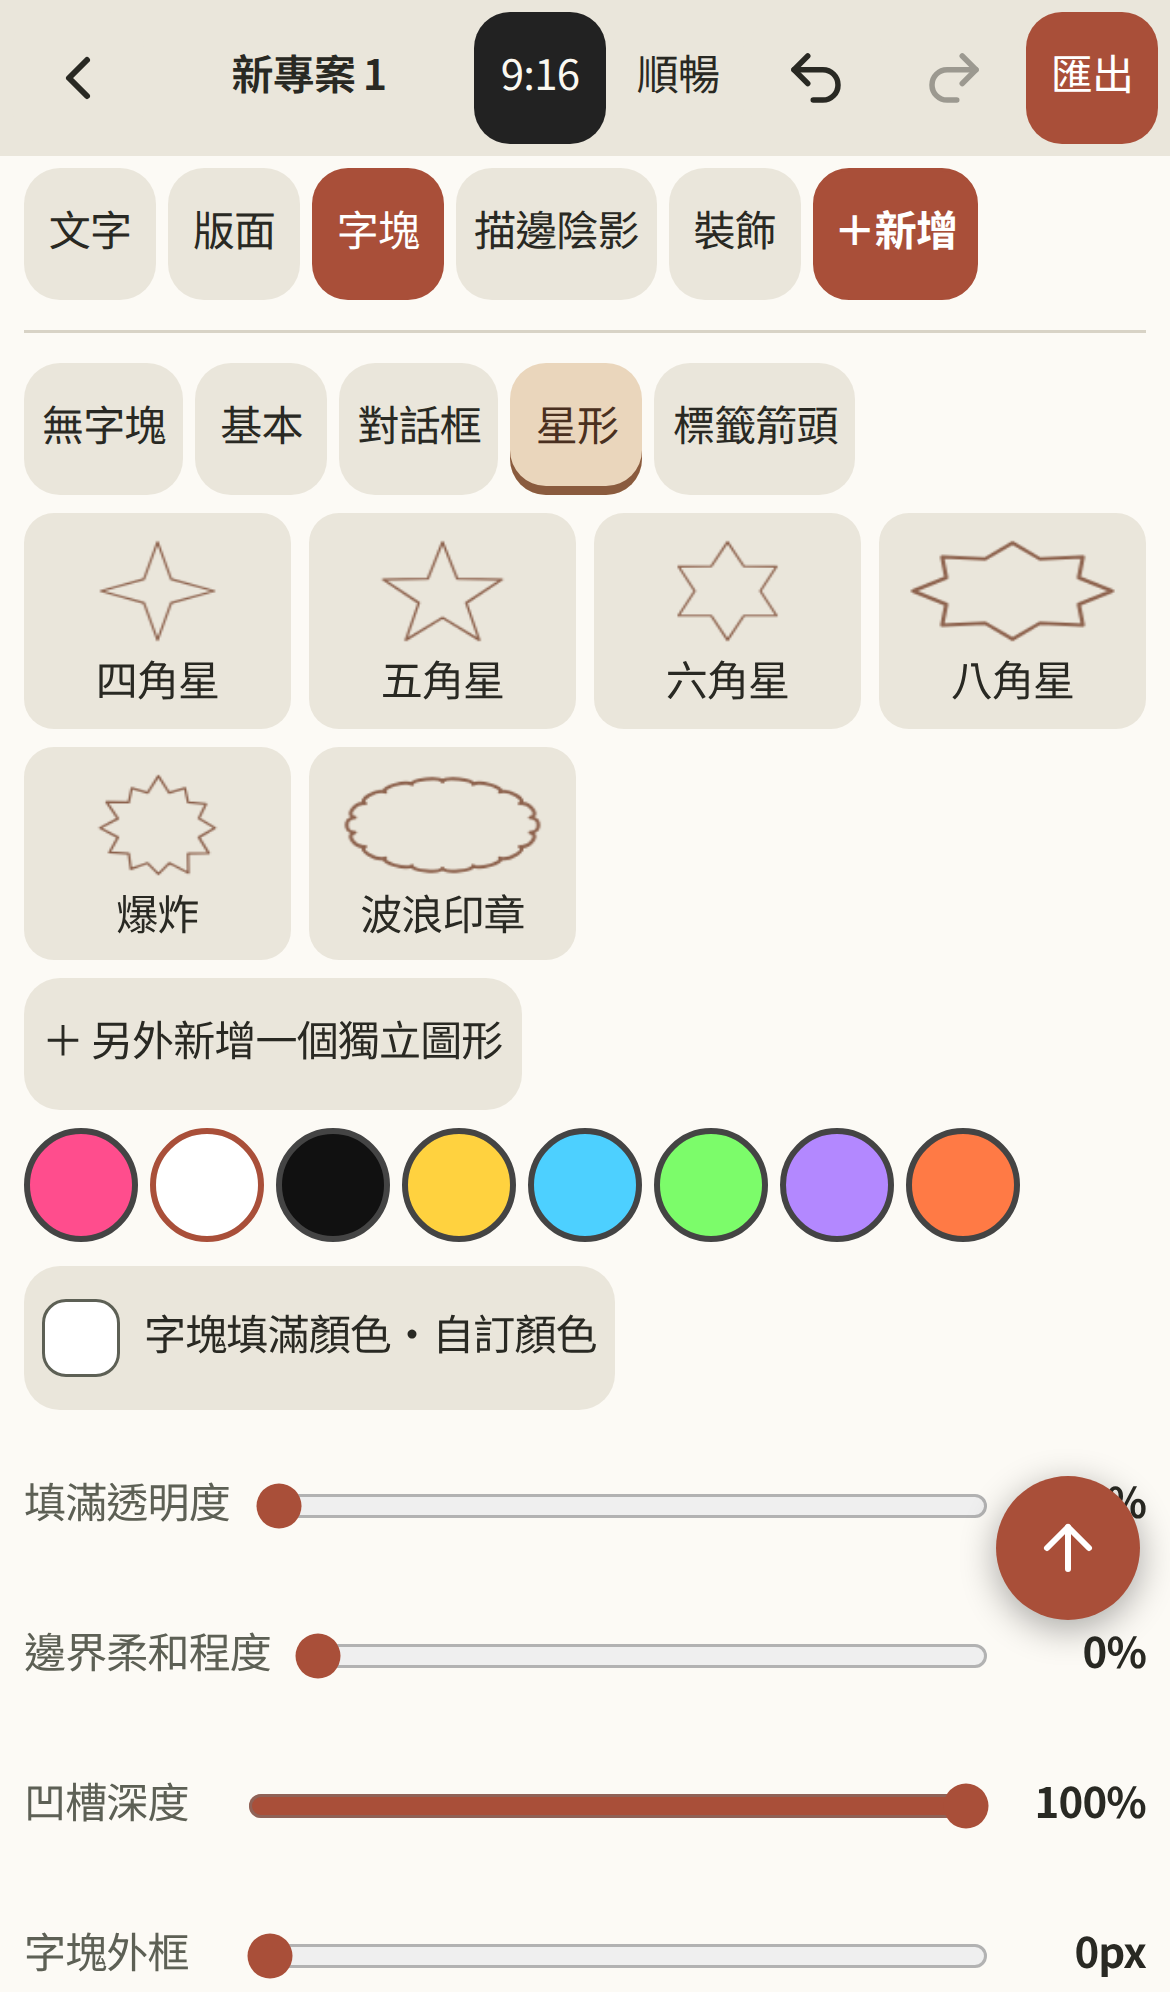 新專案 1
9:16
順暢
匯出
文字
版面
字塊
描邊陰影
裝飾
＋新增
無字塊
基本
對話框
星形
標籤箭頭
四角星
五角星
六角星
八角星
爆炸
波浪印章
＋ 另外新增一個獨立圖形
字塊填滿顏色・自訂顏色
填滿透明度
%
邊界柔和程度
0%
凹槽深度
100%
字塊外框
0px